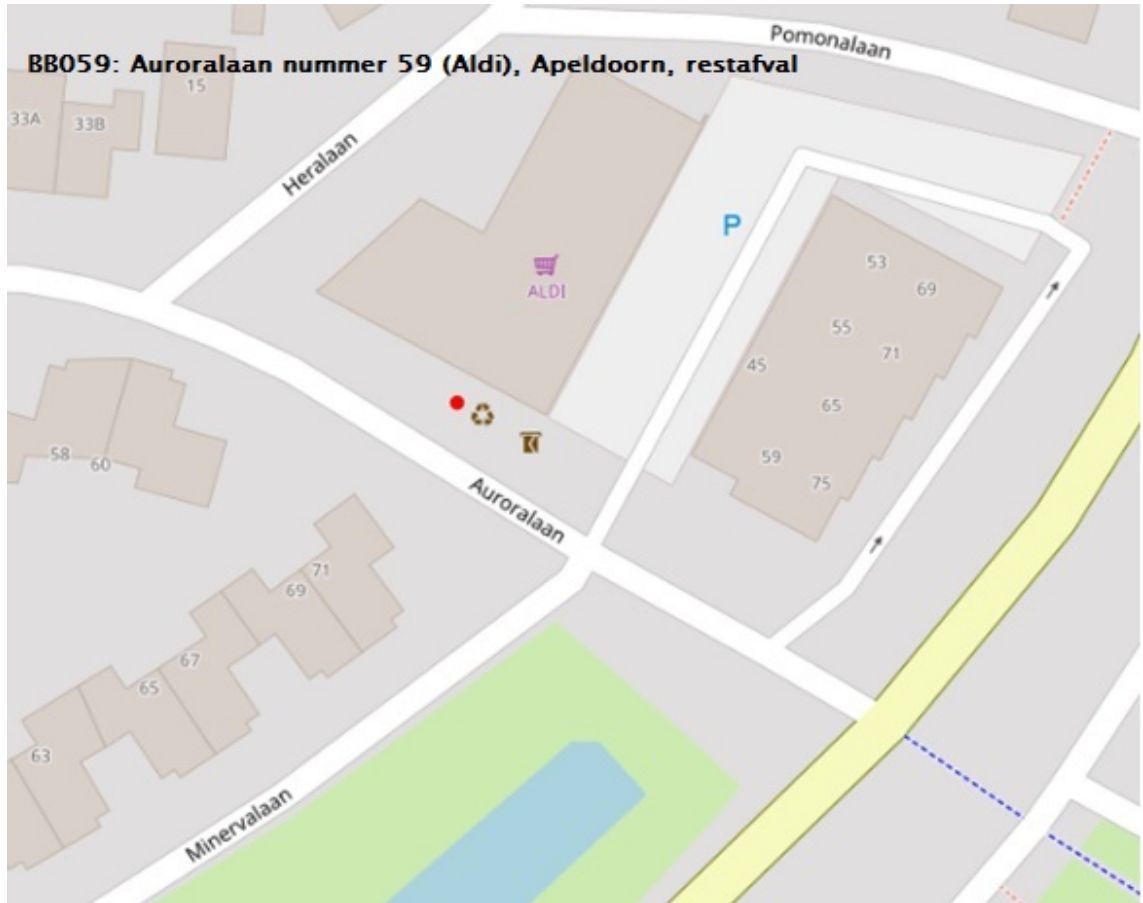 Pomonalaan
BB059: Auroralaan nummer 59 (Aldi), Apeldoorn, restafval
15
33A
33B
Heralaan
P
53
69
ALDI
55
71
45
65
58
60
59
75
Auroralaan
71
69
67
65
63
Minervalaan